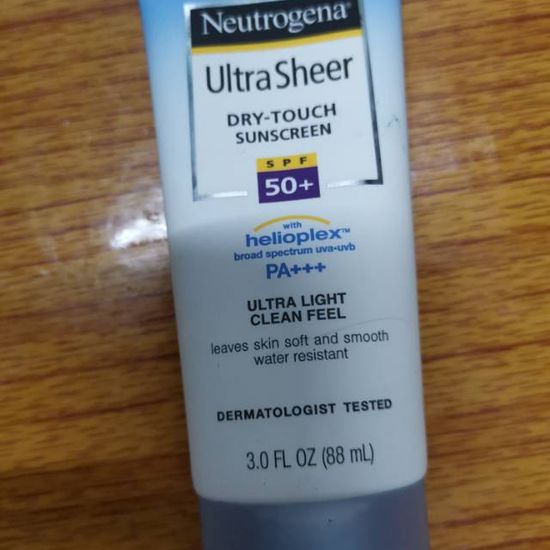 Neutrogena®
Ultra Sheer
DRY-TOUCH
SUNSCREEN
SPF
50+
with
helioplex™
broad spectrum uva-uvb
PA+++
ULTRA LIGHT
CLEAN FEEL
leaves skin soft and smooth
water resistant
DERMATOLOGIST TESTED
3.0 FL OZ (88 mL)